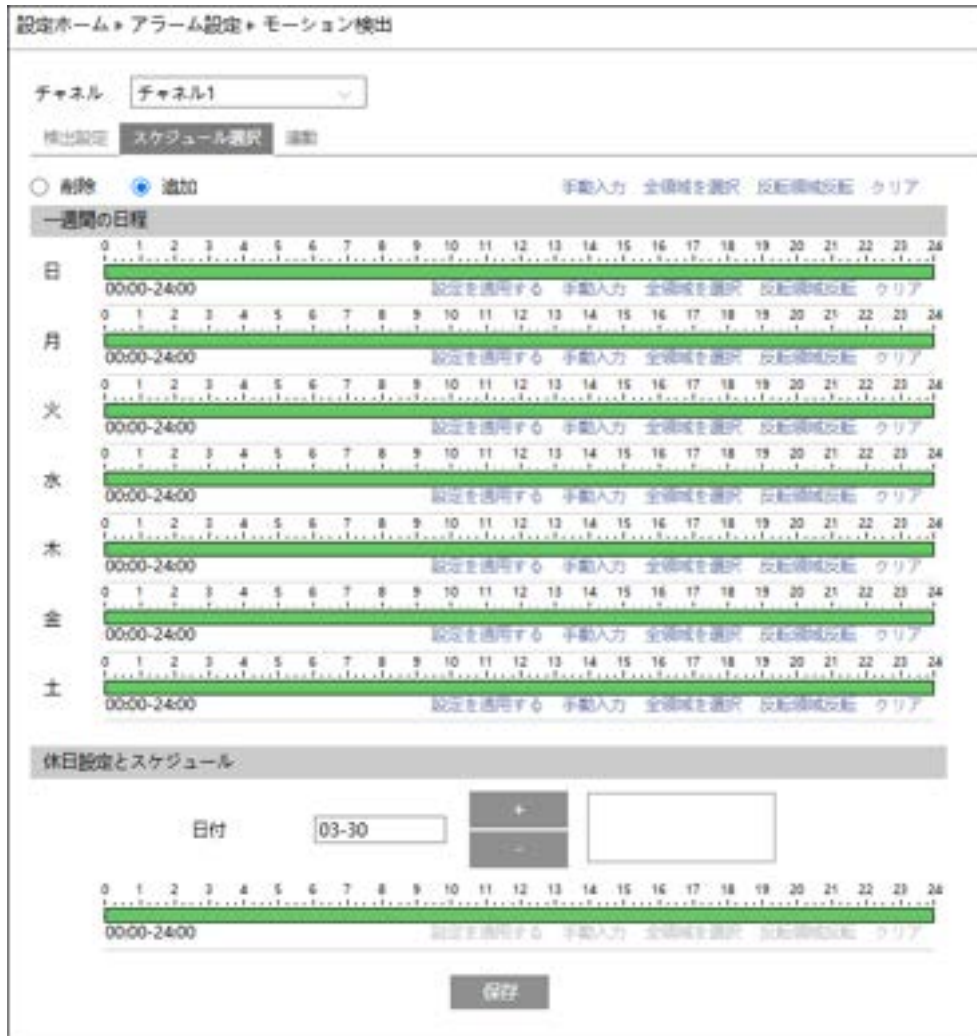 設定ホーム▸アラーム設定▸モーション検出
チャネル チャネル1
検出設定 スケジュール選択 連動
削除 追加 手動入力 全領域を選択 反転領域反転 クリア
一週間の日程
0 1 2 3 4 5 6 7 8 9 10 11 12 13 14 15 16 17 18 19 20 21 22 23 24
日
00:00-24:00 設定を適用する 手動入力 全領域を選択 反転領域反転 クリア
0 1 2 3 4 5 6 7 8 9 10 11 12 13 14 15 16 17 18 19 20 21 22 23 24
月
00:00-24:00 設定を適用する 手動入力 全領域を選択 反転領域反転 クリア
0 1 2 3 4 5 6 7 8 9 10 11 12 13 14 15 16 17 18 19 20 21 22 23 24
火
00:00-24:00 設定を適用する 手動入力 全領域を選択 反転領域反転 クリア
0 1 2 3 4 5 6 7 8 9 10 11 12 13 14 15 16 17 18 19 20 21 22 23 24
水
00:00-24:00 設定を適用する 手動入力 全領域を選択 反転領域反転 クリア
0 1 2 3 4 5 6 7 8 9 10 11 12 13 14 15 16 17 18 19 20 21 22 23 24
木
00:00-24:00 設定を適用する 手動入力 全領域を選択 反転領域反転 クリア
0 1 2 3 4 5 6 7 8 9 10 11 12 13 14 15 16 17 18 19 20 21 22 23 24
金
00:00-24:00 設定を適用する 手動入力 全領域を選択 反転領域反転 クリア
0 1 2 3 4 5 6 7 8 9 10 11 12 13 14 15 16 17 18 19 20 21 22 23 24
土
00:00-24:00 設定を適用する 手動入力 全領域を選択 反転領域反転 クリア
休日設定とスケジュール
+
日付 03-30
-
0 1 2 3 4 5 6 7 8 9 10 11 12 13 14 15 16 17 18 19 20 21 22 23 24
00:00-24:00 設定を適用する 手動入力 全領域を選択 反転領域反転 クリア
保存